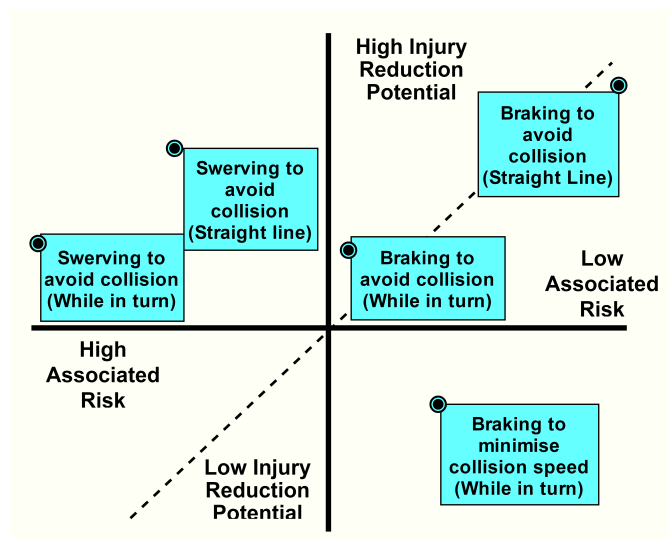 High Injury
Reduction
Potential
Braking to
avoid
collision
(Straight Line)
Swerving to
avoid
collision
(Straight line)
Swerving to
avoid collision
(While in turn)
Braking to
avoid collision
(While in turn)
Low
Associated
Risk
High
Associated
Risk
Braking to
minimise
collision speed
(While in turn)
Low Injury
Reduction
Potential